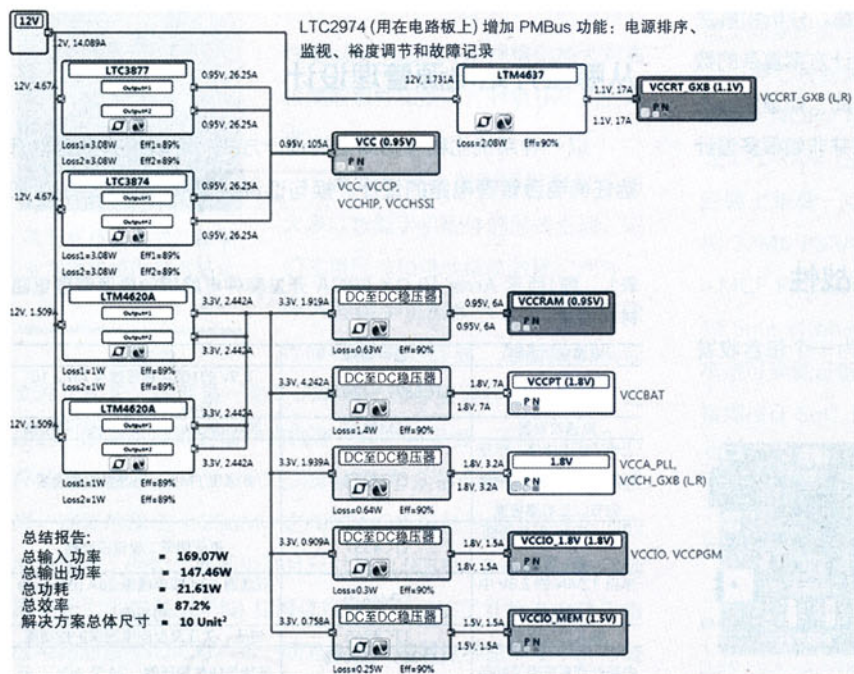 12V
LTC2974 (用在电路板上) 增加 PMBus 功能：电源排序、
监视、裕度调节和故障记录
12V, 14.089A
LTC3877
Output#1
Output#2
12V, 4.67A
0.95V, 26.25A
0.95V, 26.25A
Loss1=3.08W Eff1=89%
Loss2=3.08W Eff2=89%
12V, 1.731A
LTM4637
Loss=2.08W Eff=90%
1.1V, 17A
1.1V, 17A
VCCRT_GXB (1.1V)
P N
VCCRT_GXB (L,R)
0.95V, 105A
VCC (0.95V)
P N
VCC, VCCP,
VCCHIP, VCCHSSI
LTC3874
Output#1
Output#2
12V, 4.67A
0.95V, 26.25A
0.95V, 26.25A
Loss1=3.08W Eff1=89%
Loss2=3.08W Eff2=89%
LTM4620A
Output#1
Output#2
12V, 1.509A
3.3V, 2.442A
3.3V, 2.442A
Loss1=1W Eff=89%
Loss2=1W Eff=89%
3.3V, 1.919A
DC至DC稳压器
Loss=0.63W Eff=90%
0.95V, 6A
0.95V, 6A
VCCRAM (0.95V)
P N
LTM4620A
Output#1
Output#2
12V, 1.509A
3.3V, 2.442A
3.3V, 2.442A
Loss1=1W Eff=89%
Loss2=1W Eff=89%
3.3V, 4.242A
DC至DC稳压器
Loss=1.4W Eff=90%
1.8V, 7A
1.8V, 7A
VCCPT (1.8V)
P N
VCCBAT
3.3V, 1.939A
DC至DC稳压器
Loss=0.64W Eff=90%
1.8V, 3.2A
1.8V, 3.2A
1.8V
P N
VCCA_PLL,
VCCH_GXB (L,R)
3.3V, 0.909A
DC至DC稳压器
Loss=0.3W Eff=90%
1.8V, 1.5A
1.8V, 1.5A
VCCIO_1.8V (1.8V)
P N
VCCIO, VCCPGM
3.3V, 0.758A
DC至DC稳压器
Loss=0.25W Eff=90%
1.5V, 1.5A
1.5V, 1.5A
VCCIO_MEM (1.5V)
P N
总结报告:
总输入功率 = 169.07W
总输出功率 = 147.46W
总功耗 = 21.61W
总效率 = 87.2%
解决方案总体尺寸 = 10 Unit²